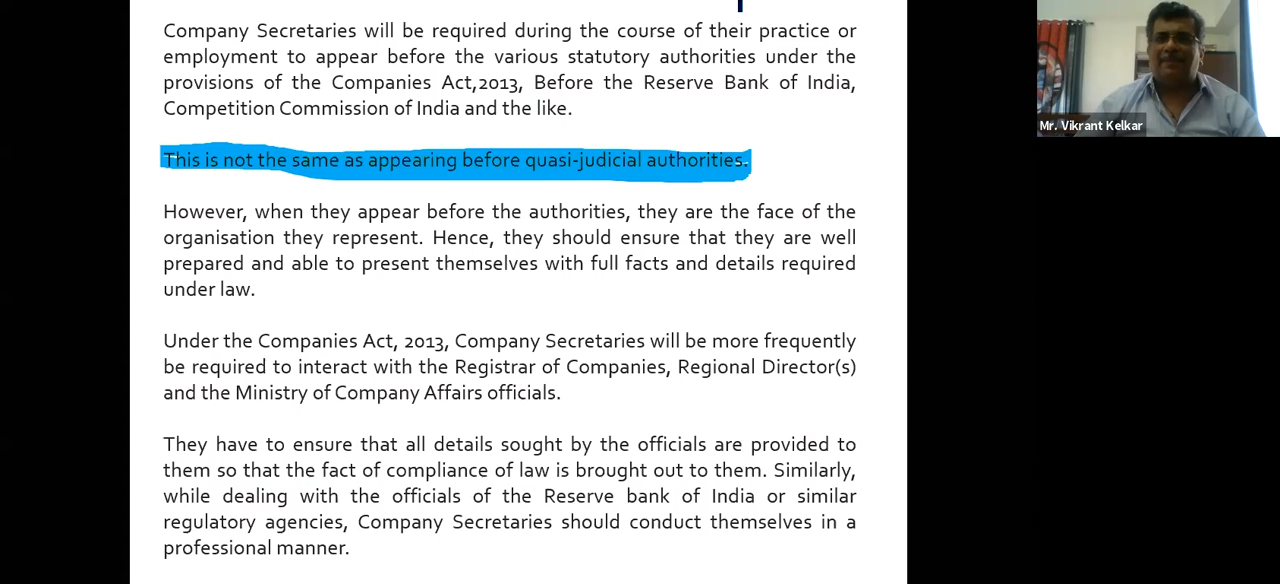 Company Secretaries will be required during the course of their practice or
employment to appear before the various statutory authorities under the
provisions of the Companies Act,2013, Before the Reserve Bank of India,
Competition Commission of India and the like.
This is not the same as appearing before quasi-judicial authorities.
However, when they appear before the authorities, they are the face of the
organisation they represent. Hence, they should ensure that they are well
prepared and able to present themselves with full facts and details required
under law.
Under the Companies Act, 2013, Company Secretaries will be more frequently
be required to interact with the Registrar of Companies, Regional Director(s)
and the Ministry of Company Affairs officials.
They have to ensure that all details sought by the officials are provided to
them so that the fact of compliance of law is brought out to them. Similarly,
while dealing with the officials of the Reserve bank of India or similar
regulatory agencies, Company Secretaries should conduct themselves in a
professional manner.
Mr. Vikrant Kelkar